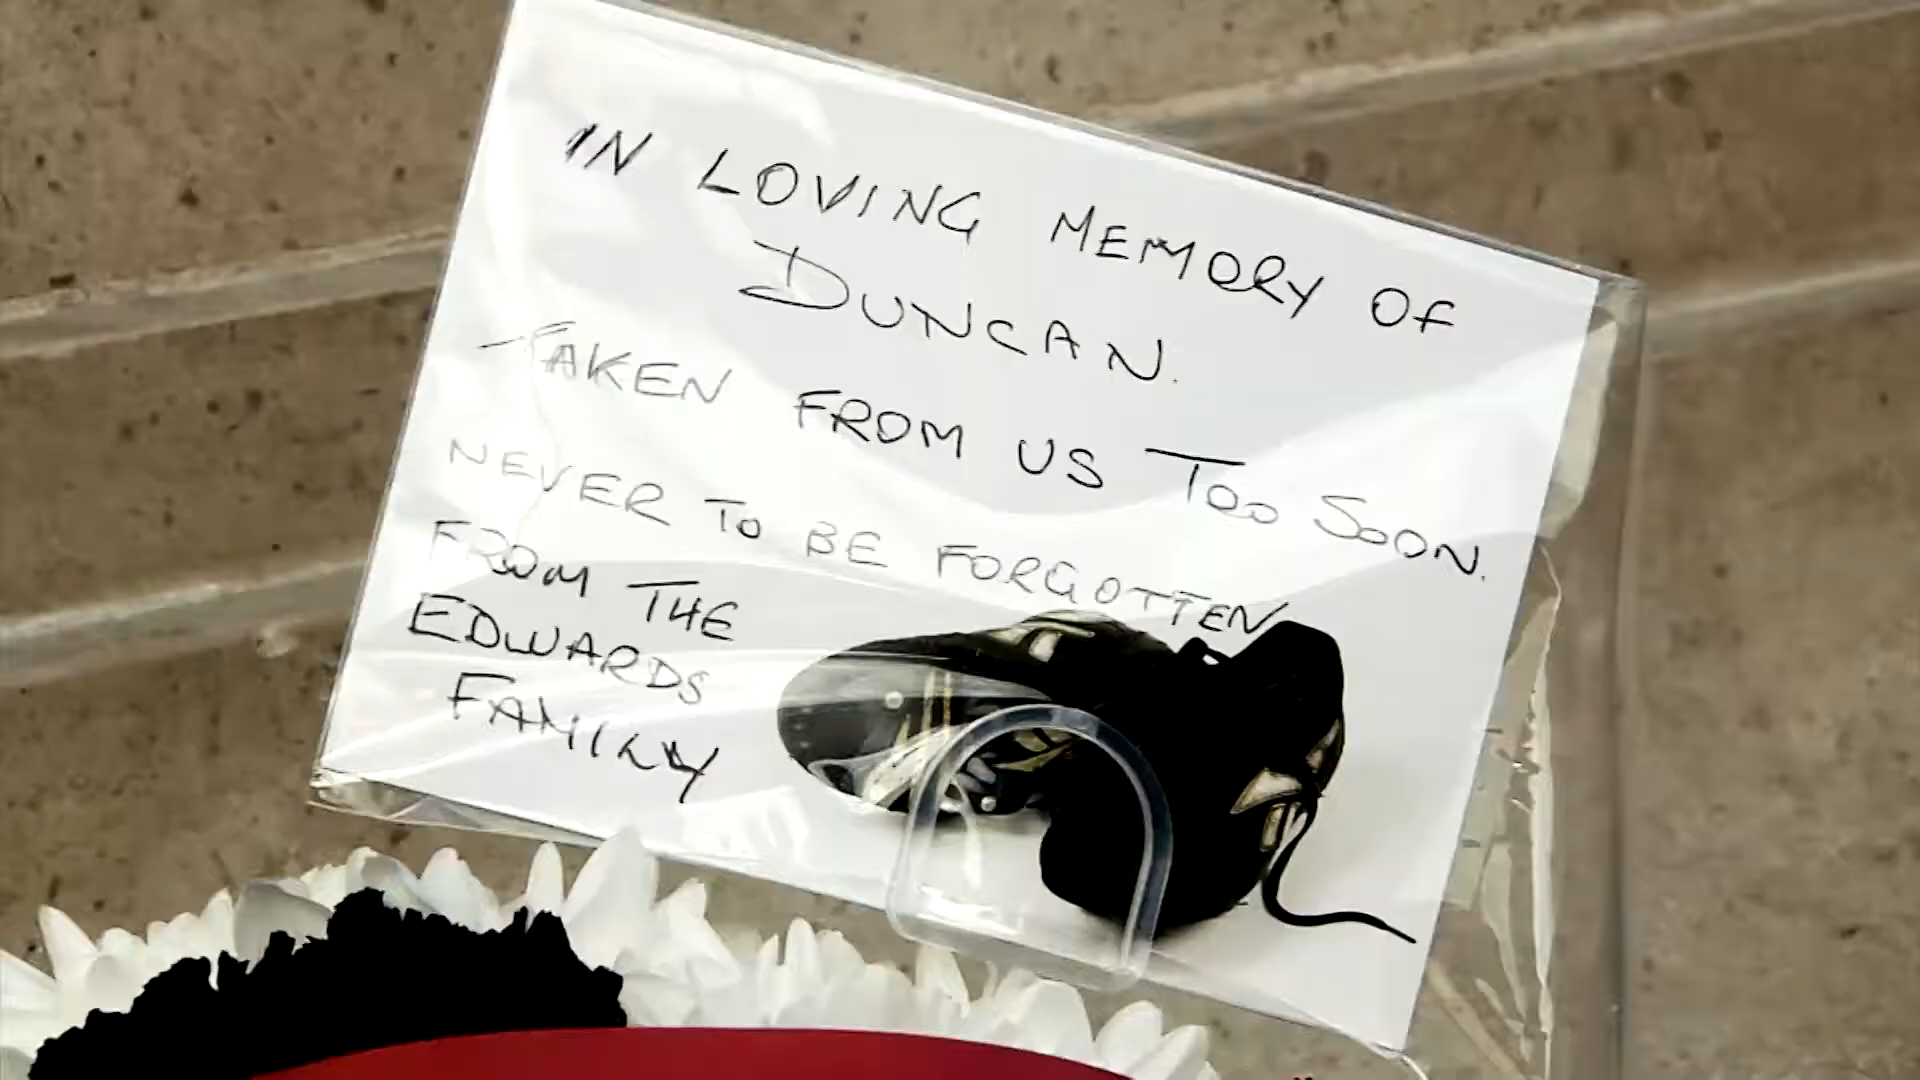 IN LOVING MEMORY OF
DUNCAN.
TAKEN FROM US TOO SOON.
NEVER TO BE FORGOTTEN
FROM THE
EDWARDS
FAMILY